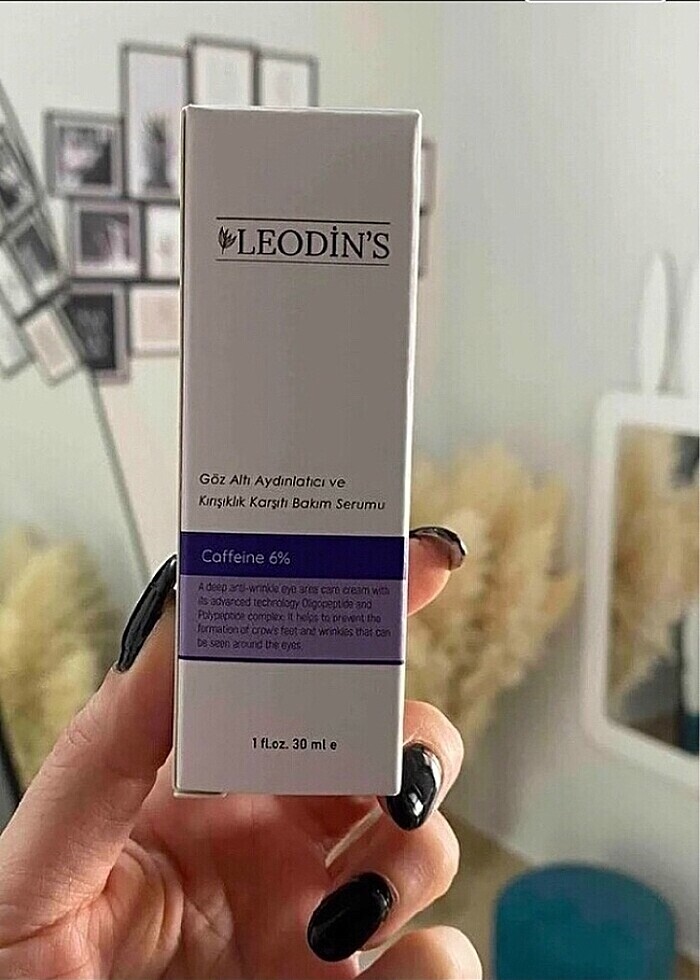 LEODİN'S
Göz Altı Aydınlatıcı ve
Kırışıklık Karşıtı Bakım Serumu
Caffeine 6%
A deep anti-wrinkle eye area care cream with
its advanced technology Oligopeptide and
Polypeptide complex. It helps to prevent the
formation of crow's feet and wrinkles that can
be seen around the eyes.
1 fl.oz. 30 ml e